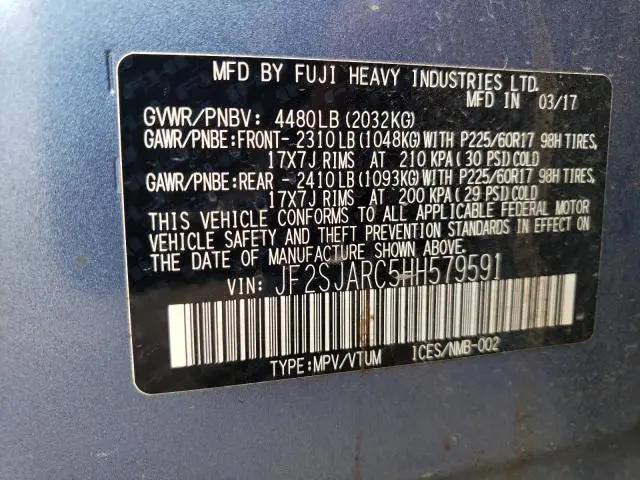 MFD BY FUJI HEAVY INDUSTRIES LTD.
MFD IN 03/17
GVWR/PNBV: 4480LB (2032KG)
GAWR/PNBE:FRONT-2310LB (1048KG) WITH P225/60R17 98H TIRES,
17X7J RIMS AT 210 KPA (30 PSI) COLD
GAWR/PNBE:REAR - 2410LB (1093KG) WITH P225/60R17 98H TIRES,
17X7J RIMS AT 200 KPA (29 PSI) COLD
THIS VEHICLE CONFORMS TO ALL APPLICABLE FEDERAL MOTOR
VEHICLE SAFETY AND THEFT PREVENTION STANDARDS IN EFFECT ON
THE DATE OF MANUFACTURE SHOWN ABOVE.
VIN: JF2SJARC5HH579591
TYPE:MPV/VTUM ICES/NMB-002